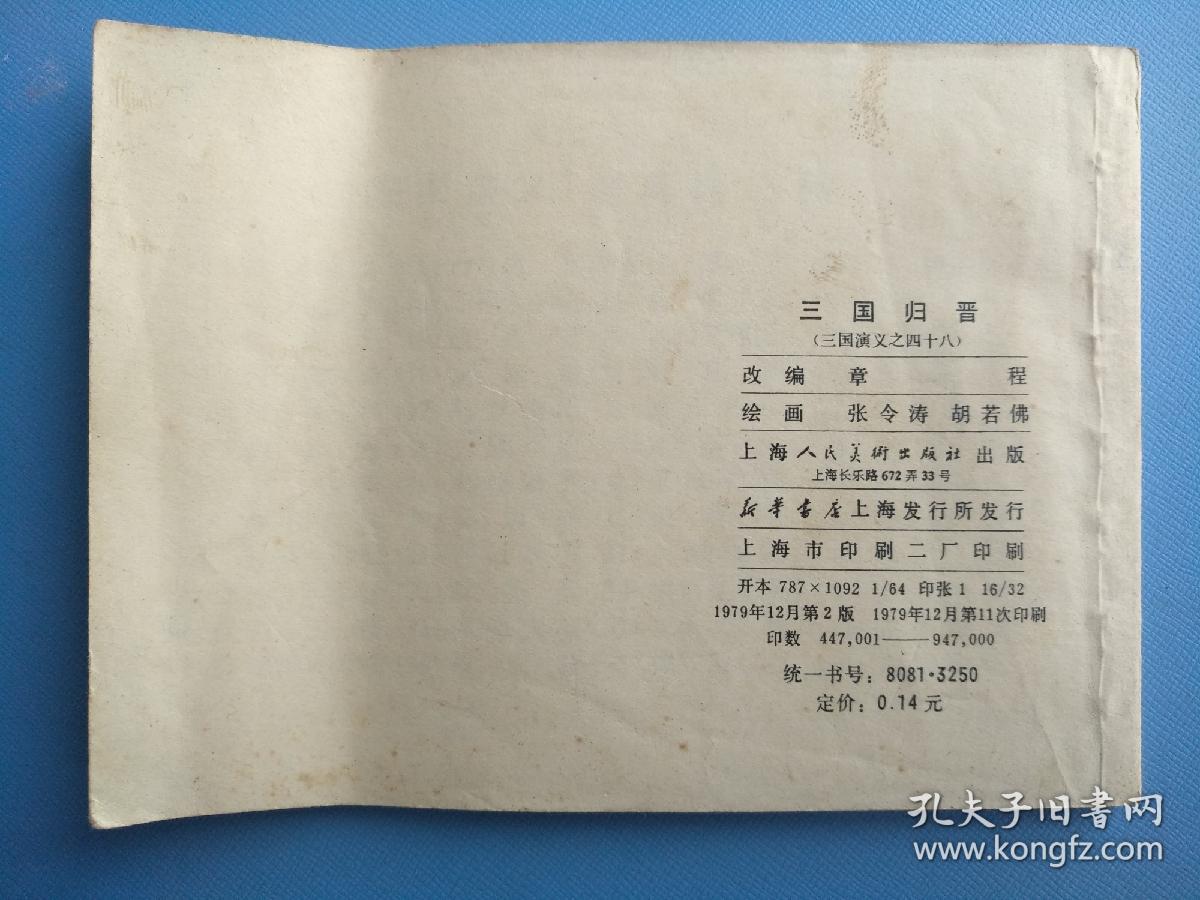 三国归晋
(三国演义之四十八)
改编 章程
绘画 张令涛 胡若佛
上海人民美術出版社出版
上海长乐路672弄33号
新华书店上海发行所发行
上海市印刷二厂印刷
开本 787×1092 1/64 印张1 16/32
1979年12月第2版 1979年12月第11次印刷
印数 447,001——947,000
统一书号: 8081·3250
定价: 0.14元
孔夫子旧书网
www.kongfz.com